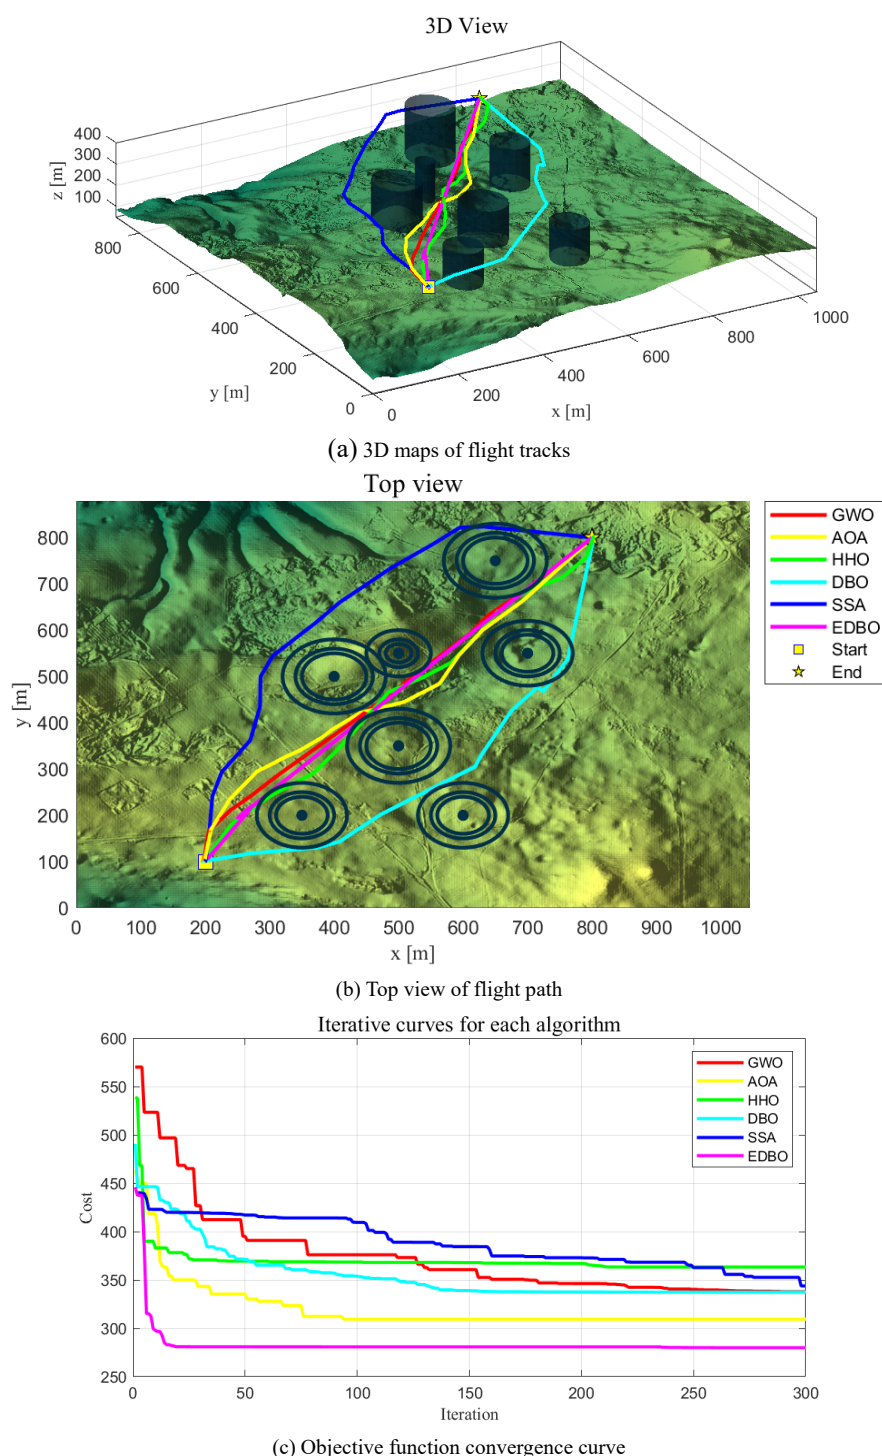 3D View
400
300
200
100
z [m]
800
600
400
200
0
y [m]
0
200
400
600
800
1000
x [m]
(a) 3D maps of flight tracks
Top view
800
700
600
500
400
300
200
100
0
y [m]
0 100 200 300 400 500 600 700 800 900 1000
x [m]
GWO
AOA
HHO
DBO
SSA
EDBO
Start
End
(b) Top view of flight path
Iterative curves for each algorithm
600
550
500
450
400
350
300
250
Cost
GWO
AOA
HHO
DBO
SSA
EDBO
0 50 100 150 200 250 300
Iteration
(c) Objective function convergence curve